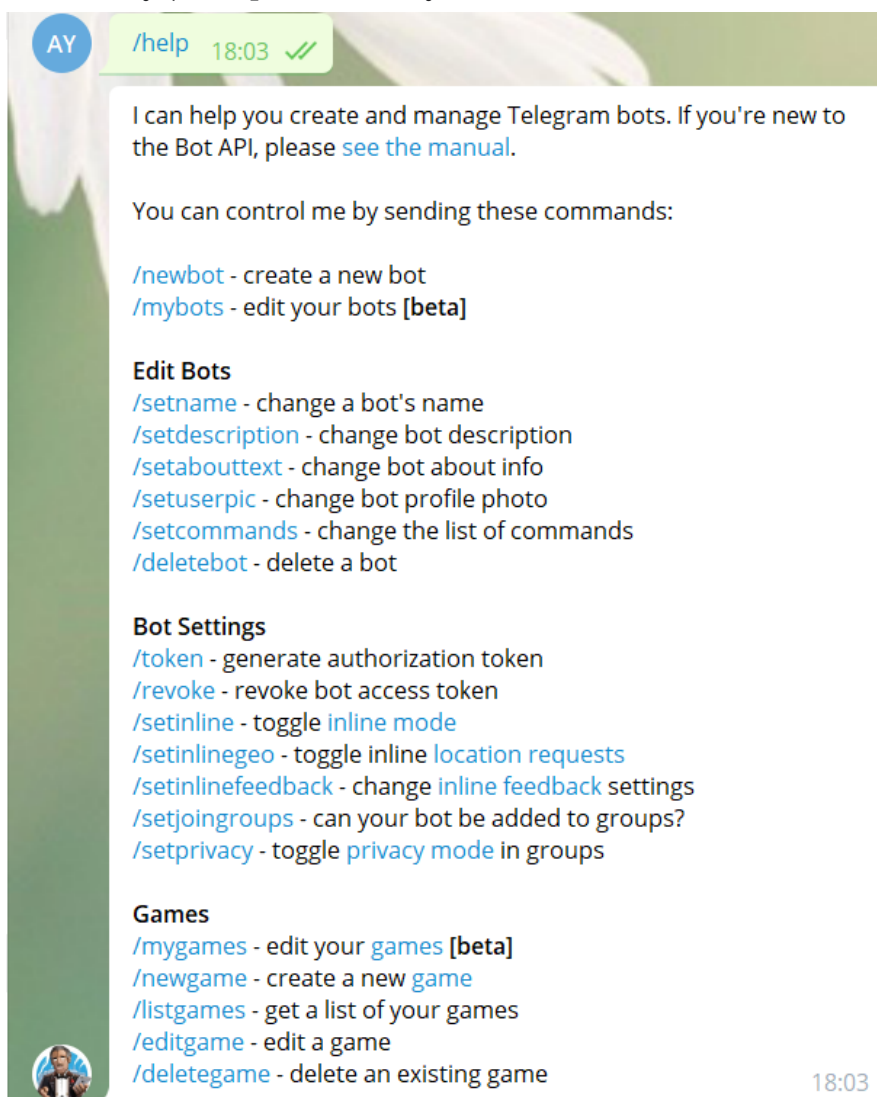 AY
/help 18:03
I can help you create and manage Telegram bots. If you're new to
the Bot API, please see the manual.
You can control me by sending these commands:
/newbot - create a new bot
/mybots - edit your bots [beta]
Edit Bots
/setname - change a bot's name
/setdescription - change bot description
/setabouttext - change bot about info
/setuserpic - change bot profile photo
/setcommands - change the list of commands
/deletebot - delete a bot
Bot Settings
/token - generate authorization token
/revoke - revoke bot access token
/setinline - toggle inline mode
/setinlinegeo - toggle inline location requests
/setinlinefeedback - change inline feedback settings
/setjoingroups - can your bot be added to groups?
/setprivacy - toggle privacy mode in groups
Games
/mygames - edit your games [beta]
/newgame - create a new game
/listgames - get a list of your games
/editgame - edit a game
/deletegame - delete an existing game
18:03